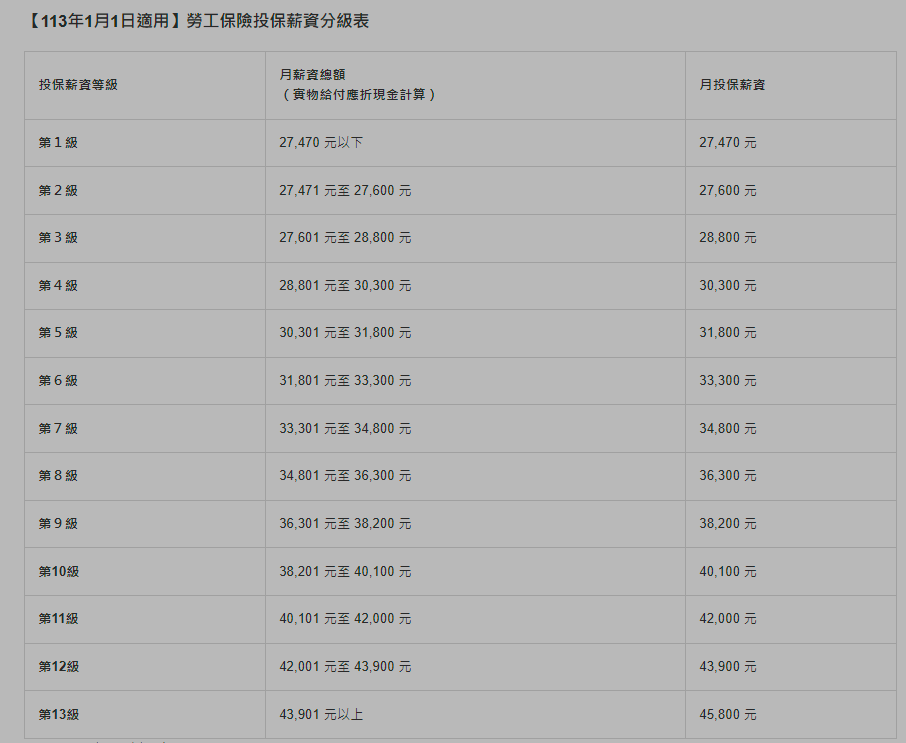 【113年1月1日適用】勞工保險投保薪資分級表
投保薪資等級 月薪資總額 (實物給付應折現金計算) 月投保薪資
第 1 級 27,470 元以下 27,470 元
第 2 級 27,471 元至 27,600 元 27,600 元
第 3 級 27,601 元至 28,800 元 28,800 元
第 4 級 28,801 元至 30,300 元 30,300 元
第 5 級 30,301 元至 31,800 元 31,800 元
第 6 級 31,801 元至 33,300 元 33,300 元
第 7 級 33,301 元至 34,800 元 34,800 元
第 8 級 34,801 元至 36,300 元 36,300 元
第 9 級 36,301 元至 38,200 元 38,200 元
第10級 38,201 元至 40,100 元 40,100 元
第11級 40,101 元至 42,000 元 42,000 元
第12級 42,001 元至 43,900 元 43,900 元
第13級 43,901 元以上 45,800 元